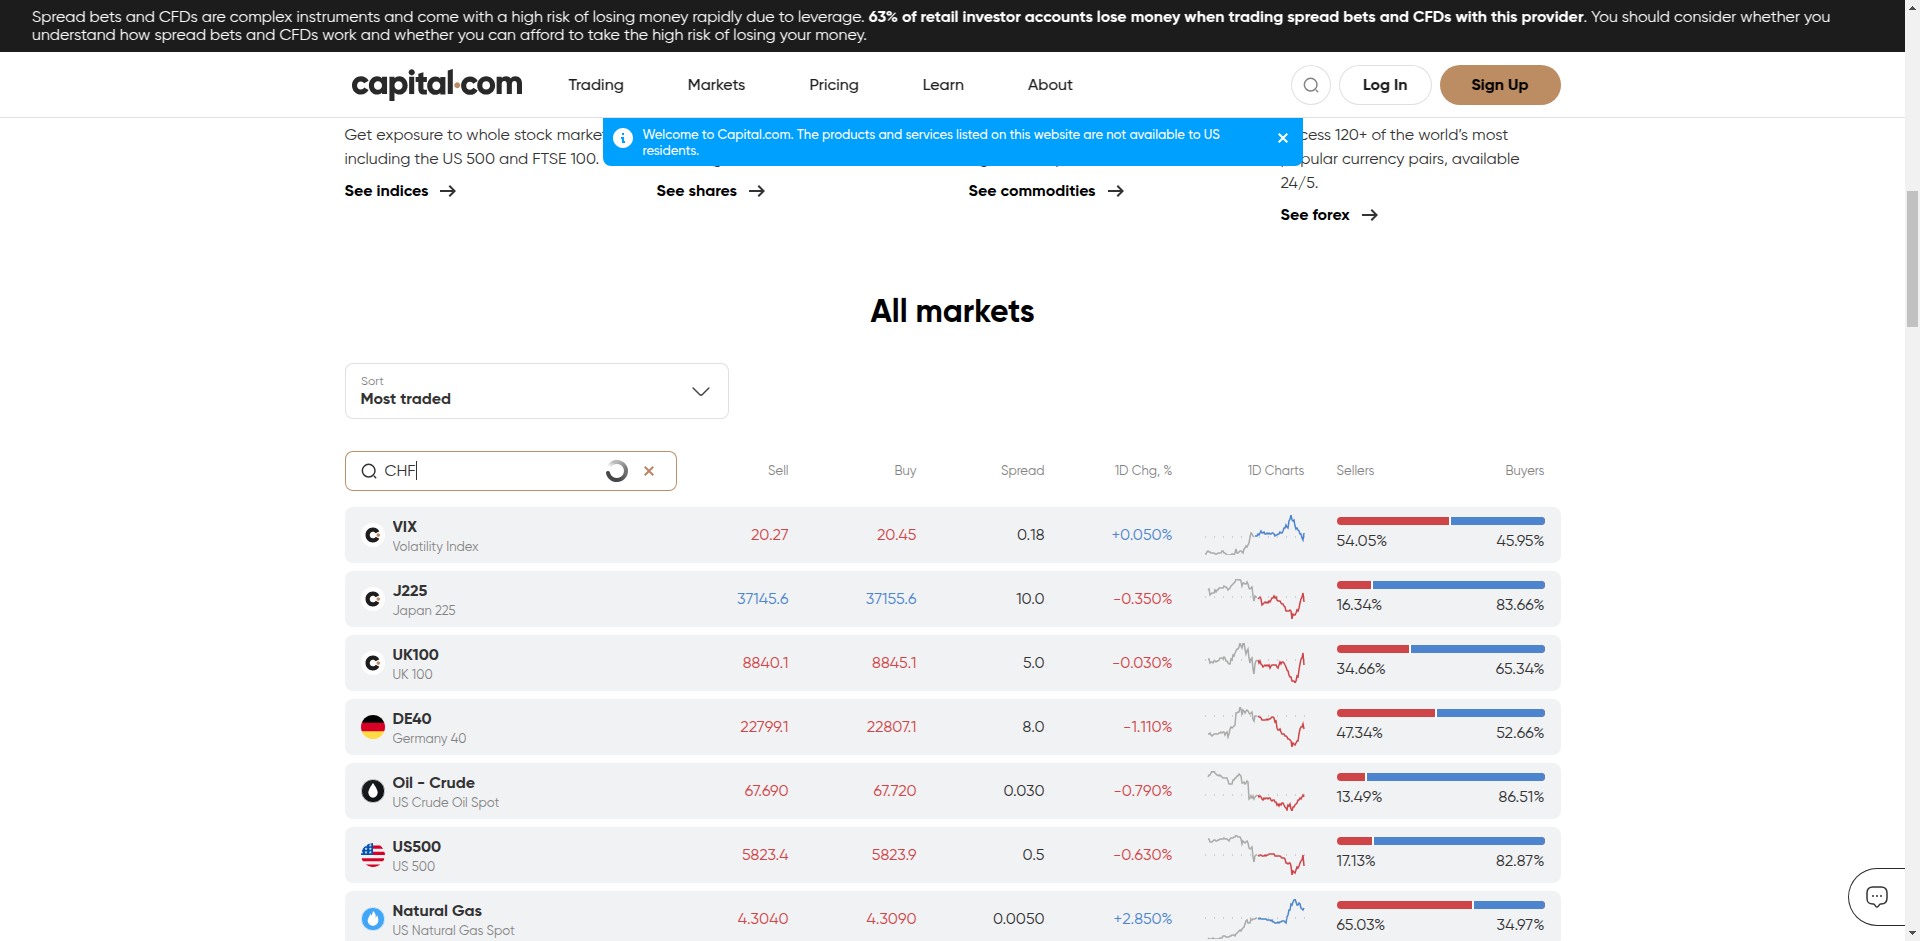 Spread bets and CFDs are complex instruments and come with a high risk of losing money rapidly due to leverage. 63% of retail investor accounts lose money when trading spread bets and CFDs with this provider. You should consider whether you
understand how spread bets and CFDs work and whether you can afford to take the high risk of losing your money.
capital.com Trading Markets Pricing Learn About Log In Sign Up
Welcome to Capital.com. The products and services listed on this website are not available to US
residents.
Get exposure to whole stock
including the US 500 and FTSE 100.
See indices
See shares
See commodities
120+ of the world's most
currency pairs, available
24/5.
See forex
All markets
Sort
Most traded
CHF Sell Buy Spread 1D Chg, % 1D Charts Sellers Buyers
VIX
Volatility Index
20.27 20.45 0.18 +0.050% 54.05% 45.95%
J225
Japan 225
37145.6 37155.6 10.0 -0.350% 16.34% 83.66%
UK100
UK 100
8840.1 8845.1 5.0 -0.030% 34.66% 65.34%
DE40
Germany 40
22799.1 22807.1 8.0 -1.110% 47.34% 52.66%
Oil - Crude
US Crude Oil Spot
67.690 67.720 0.030 -0.790% 13.49% 86.51%
US500
US 500
5823.4 5823.9 0.5 -0.630% 17.13% 82.87%
Natural Gas
US Natural Gas Spot
4.3040 4.3090 0.0050 +2.850% 65.03% 34.97%